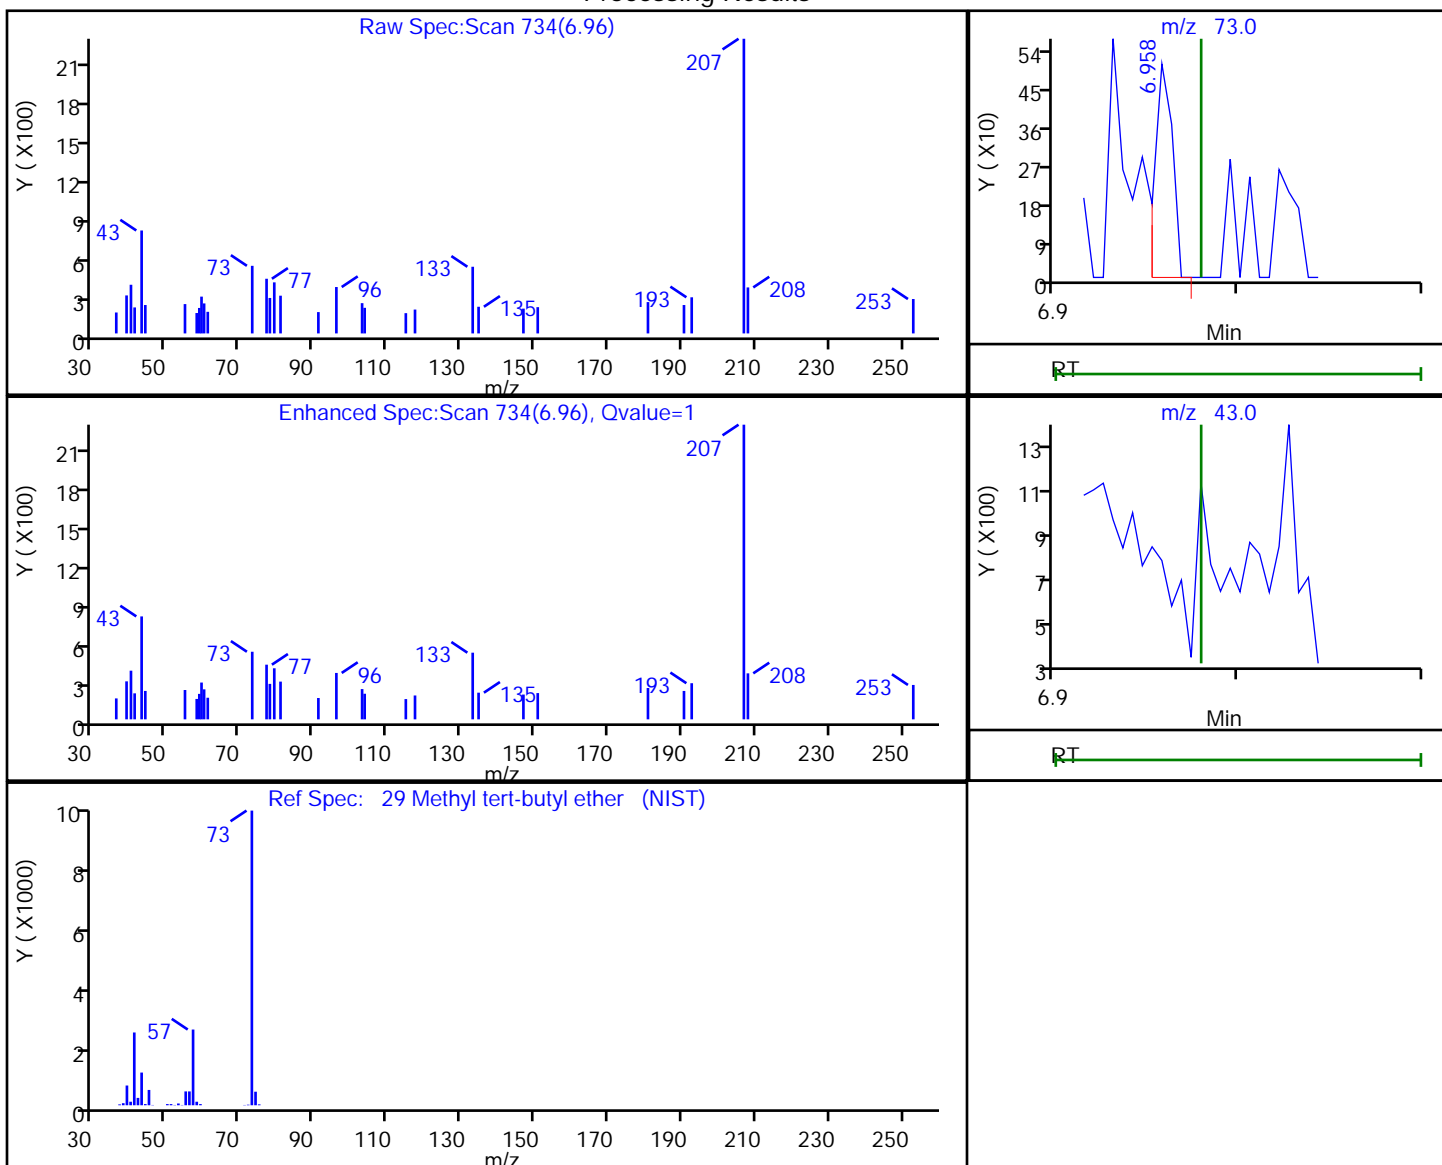 Processing Results
Raw Spec:Scan 734(6.96)
Y ( X100)
21
18
15
12
9
6
3
0
43
73
77
96
133
135
193
207
208
253
30 50 70 90 110 130 150 170 190 210 230 250
m/z
m/z 73.0
Y ( X10)
54
45
36
27
18
9
0
6.958
6.9
Min
RT
Enhanced Spec:Scan 734(6.96), Qvalue=1
Y ( X100)
21
18
15
12
9
6
3
0
43
73
77
96
133
135
193
207
208
253
30 50 70 90 110 130 150 170 190 210 230 250
m/z
m/z 43.0
Y ( X100)
13
11
9
7
5
3
6.9
Min
RT
Ref Spec: 29 Methyl tert-butyl ether (NIST)
Y ( X1000)
10
8
6
4
2
0
57
73
30 50 70 90 110 130 150 170 190 210 230 250
m/z